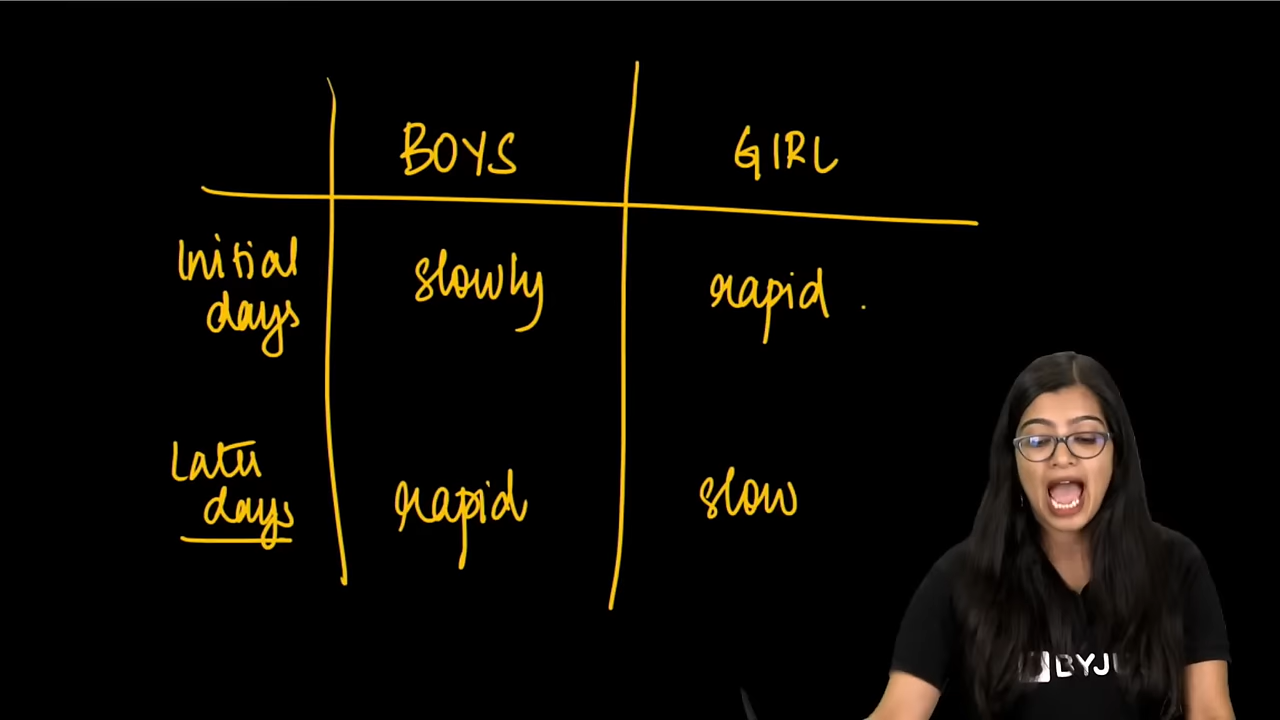 BOYS GIRL
Initial
days
slowly rapid .
Later
days
rapid slow
BYJU